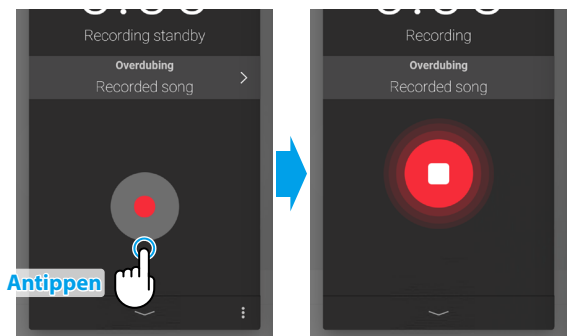 Recording standby
Overdubing
Recorded song
Antippen
Recording
Overdubing
Recorded song